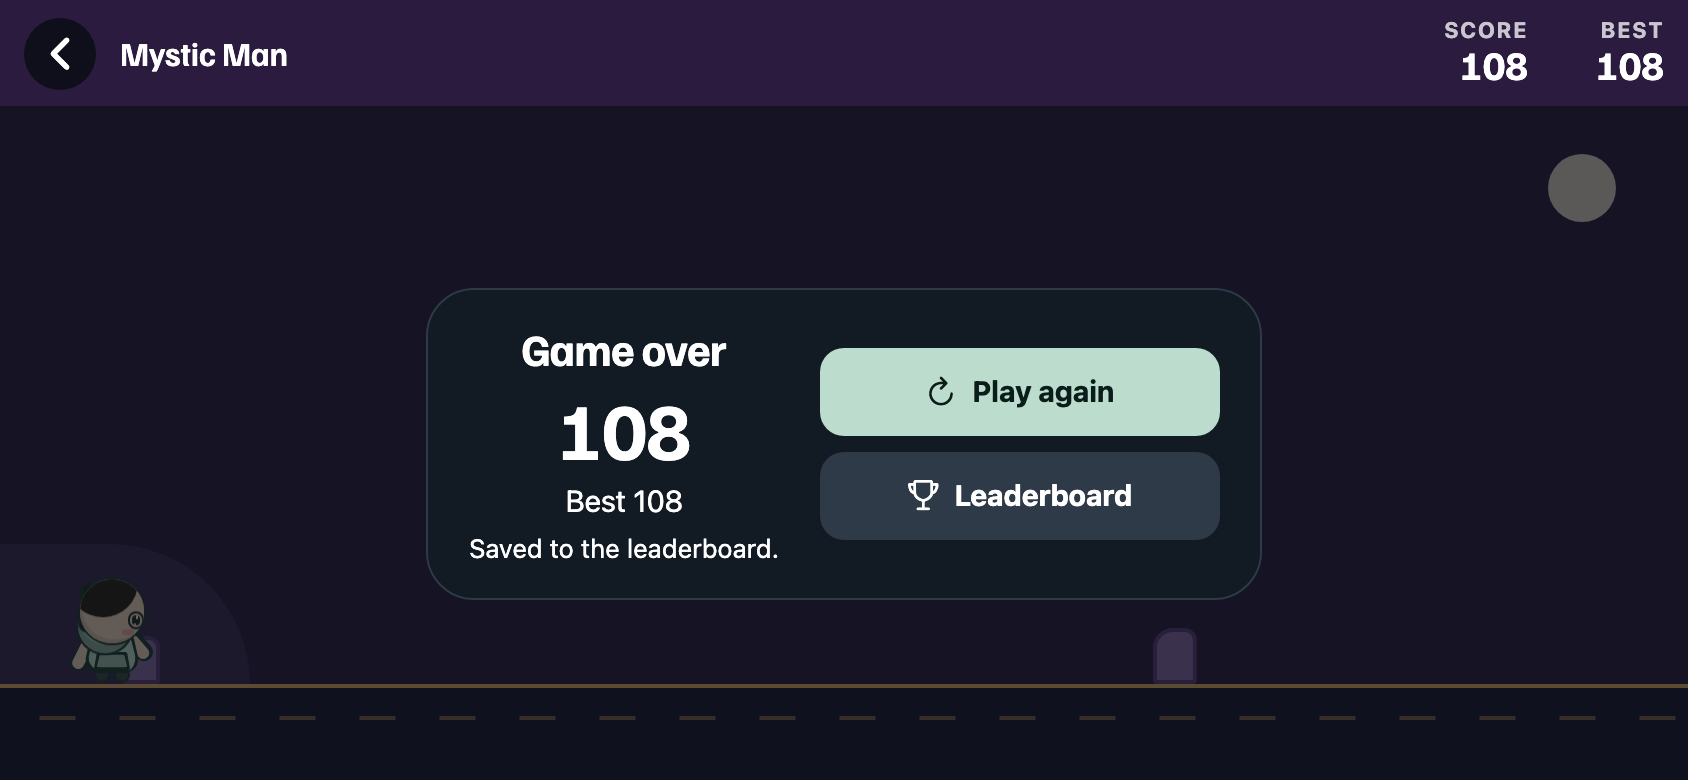 Mystic Man
SCORE
108
BEST
108
Game over
108
Best 108
Saved to the leaderboard.
Play again
Leaderboard